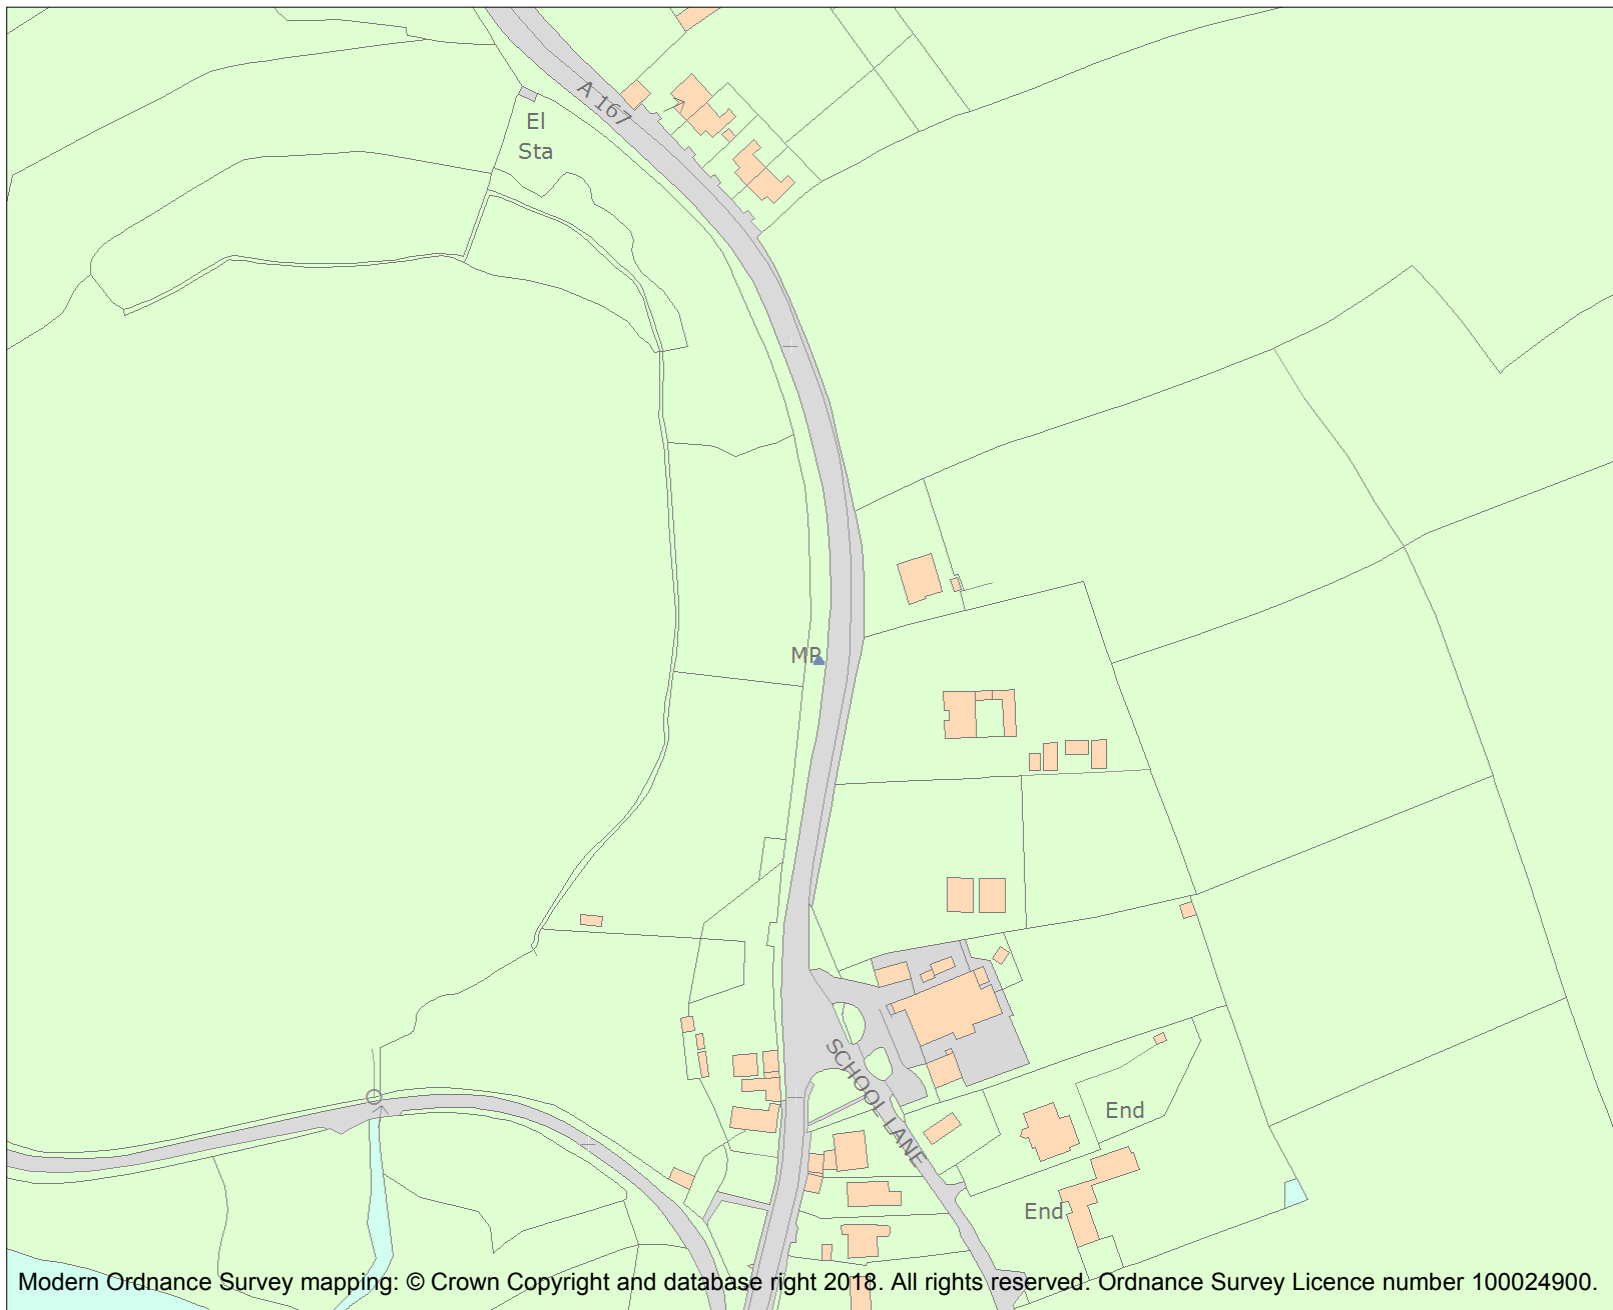 A 167
El
Sta
MP
SCHOOL LANE
End
End
Modern Ordnance Survey mapping: © Crown Copyright and database right 2018. All rights reserved. Ordnance Survey Licence number 100024900.